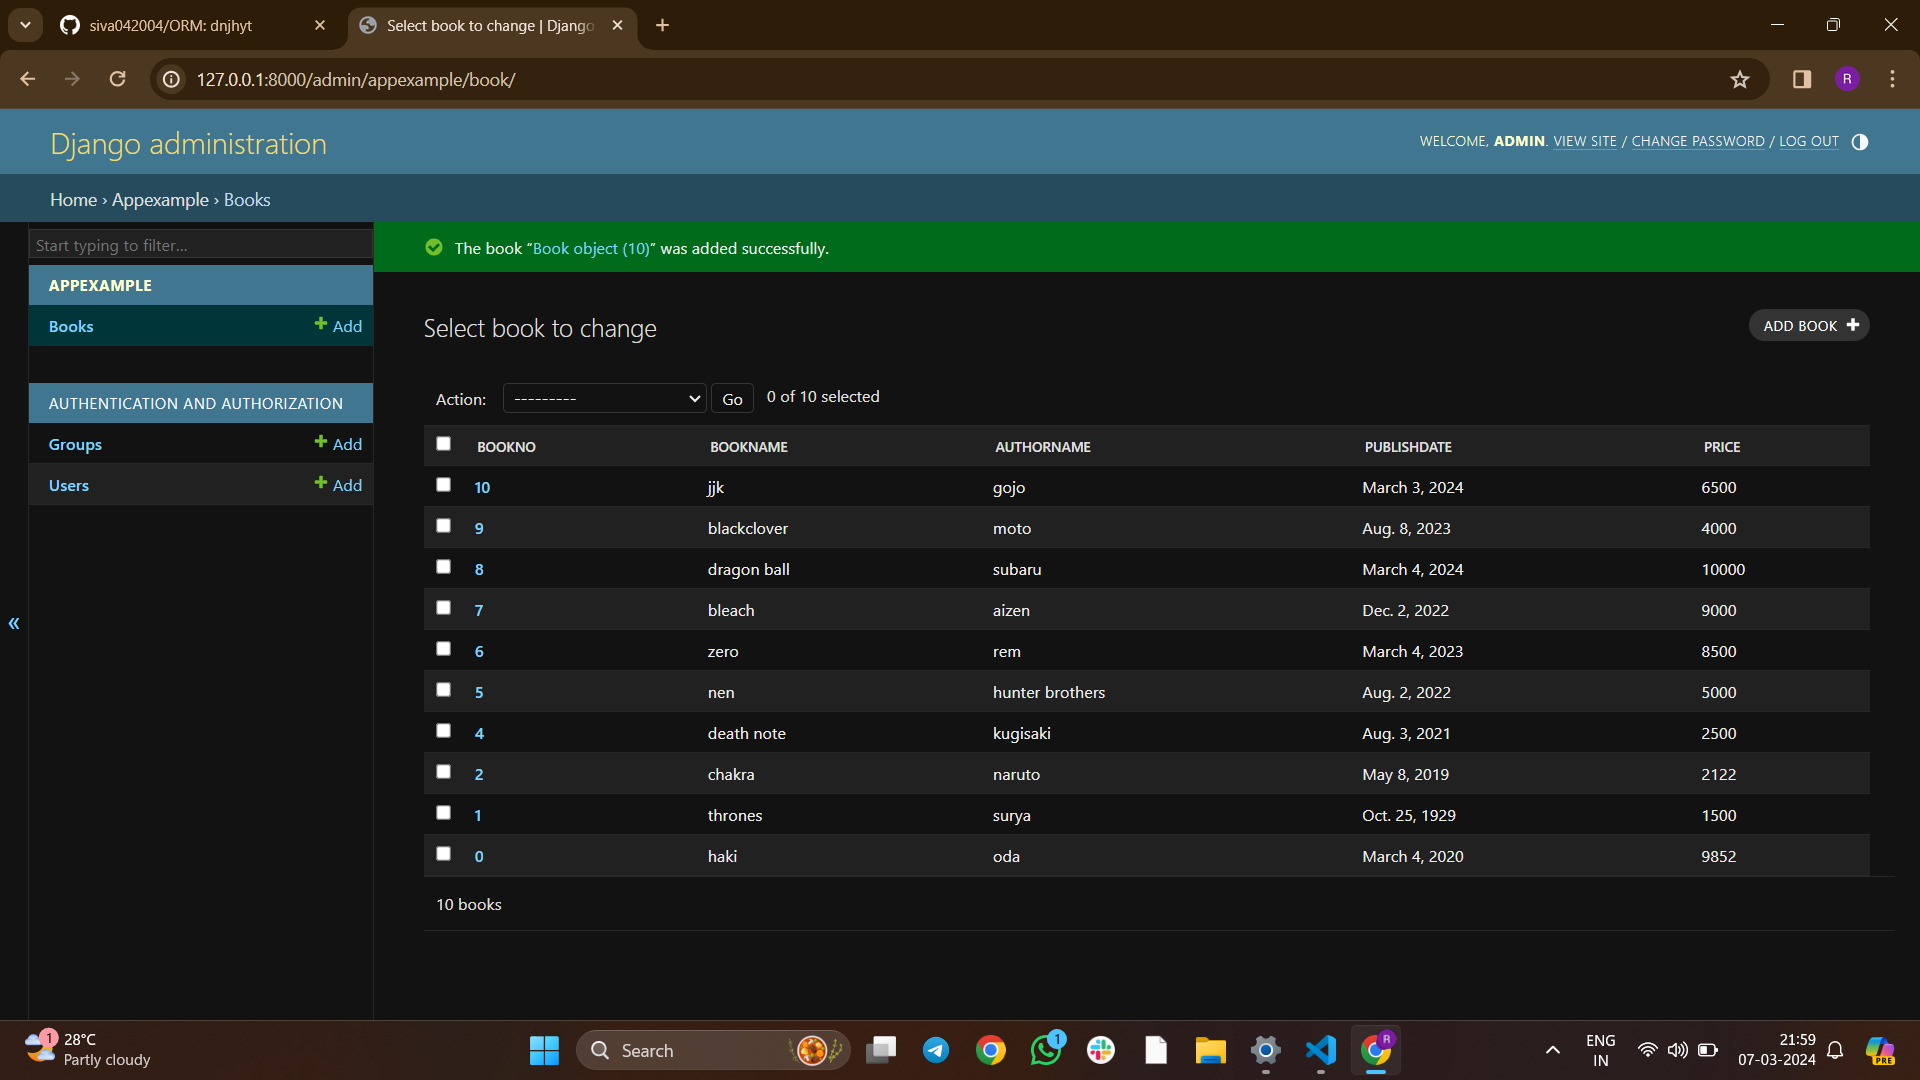 siva042004/ORM: dnjhyt
Select book to change | Django
127.0.0.1:8000/admin/appexample/book/
R
Django administration
WELCOME, ADMIN. VIEW SITE / CHANGE PASSWORD / LOG OUT
Home › Appexample › Books
Start typing to filter...
The book “Book object (10)” was added successfully.
APPEXAMPLE
Books Add
AUTHENTICATION AND AUTHORIZATION
Groups Add
Users Add
«
Select book to change
ADD BOOK
Action: --------- Go 0 of 10 selected
BOOKNO BOOKNAME AUTHORNAME PUBLISHDATE PRICE
10 jjk gojo March 3, 2024 6500
9 blackclover moto Aug. 8, 2023 4000
8 dragon ball subaru March 4, 2024 10000
7 bleach aizen Dec. 2, 2022 9000
6 zero rem March 4, 2023 8500
5 nen hunter brothers Aug. 2, 2022 5000
4 death note kugisaki Aug. 3, 2021 2500
2 chakra naruto May 8, 2019 2122
1 thrones surya Oct. 25, 1929 1500
0 haki oda March 4, 2020 9852
10 books
1
28°C
Partly cloudy
Search
1
R
ENG
IN
21:59
07-03-2024
PRE